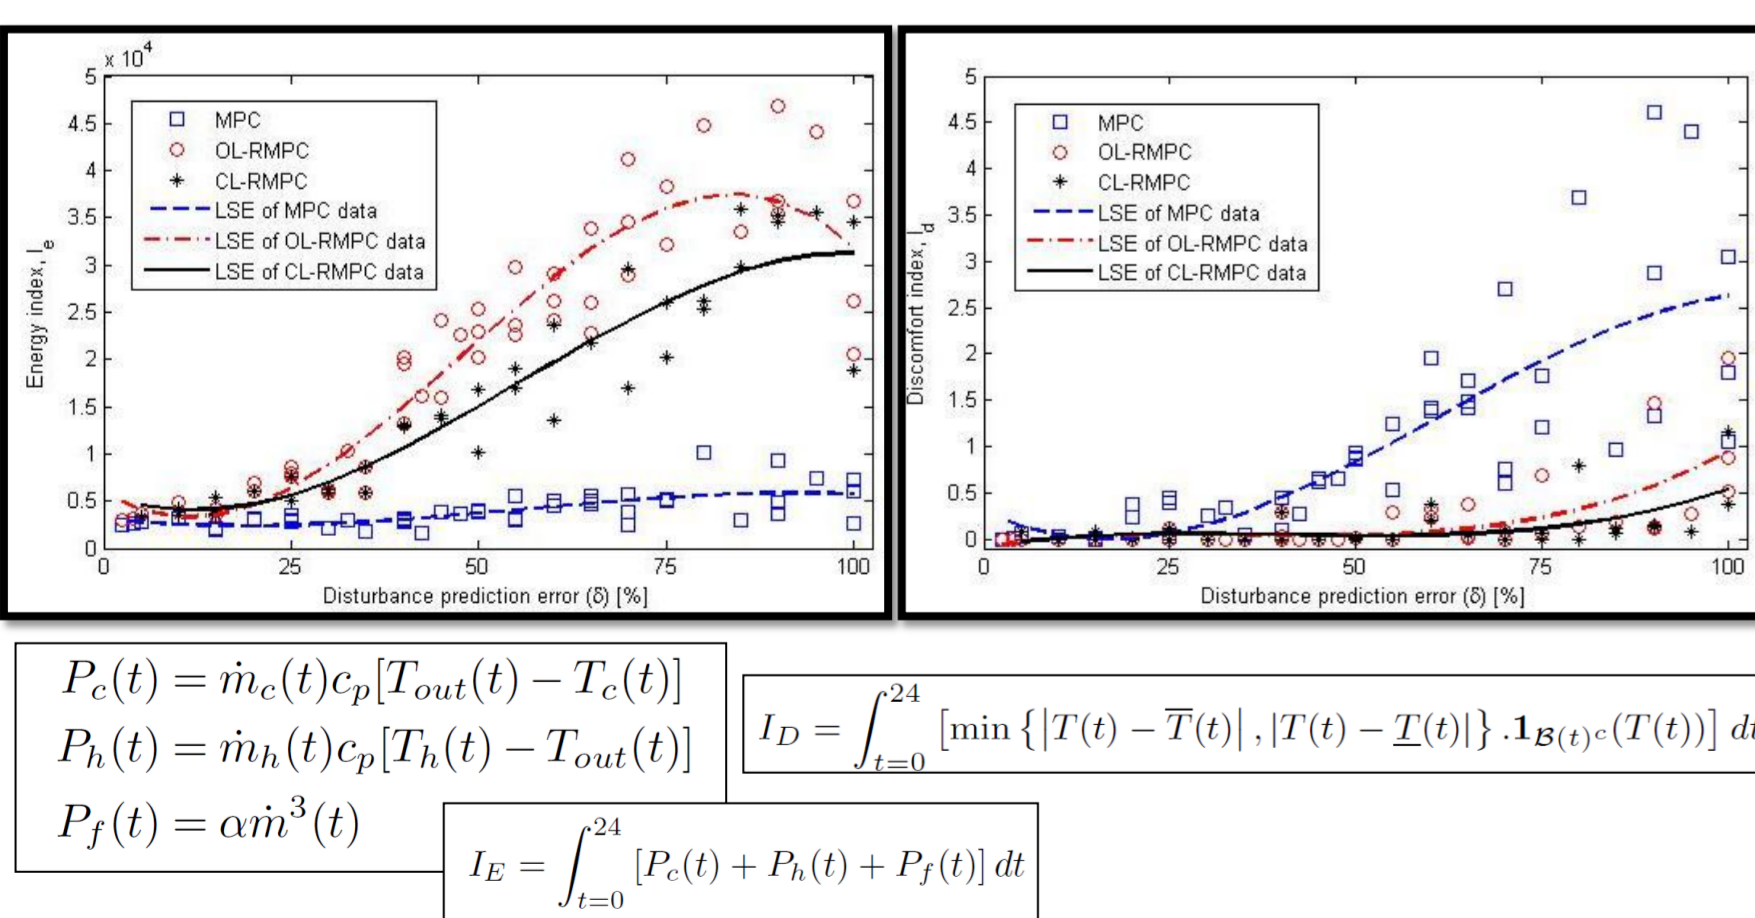 x 10⁴
5
4.5
4
3.5
3
2.5
2
1.5
1
0.5
0
Energy index, I_e
MPC
OL-RMPC
CL-RMPC
LSE of MPC data
LSE of OL-RMPC data
LSE of CL-RMPC data
0 25 50 75 100
Disturbance prediction error (δ) [%]
5
4.5
4
3.5
3
2.5
2
1.5
1
0.5
0
Discomfort index, I_d
MPC
OL-RMPC
CL-RMPC
LSE of MPC data
LSE of OL-RMPC data
LSE of CL-RMPC data
0 25 50 75 100
Disturbance prediction error (δ) [%]
P_c(t) = ṁ_c(t)c_p[T_out(t) − T_c(t)]
P_h(t) = ṁ_h(t)c_p[T_h(t) − T_out(t)]
P_f(t) = αṁ³(t)
I_D = ∫_{t=0}^{24} [min {|T(t) − T̅(t)|, |T(t) − T̲(t)|} .𝟏_{𝓑(t)^c}(T(t))] dt
I_E = ∫_{t=0}^{24} [P_c(t) + P_h(t) + P_f(t)] dt